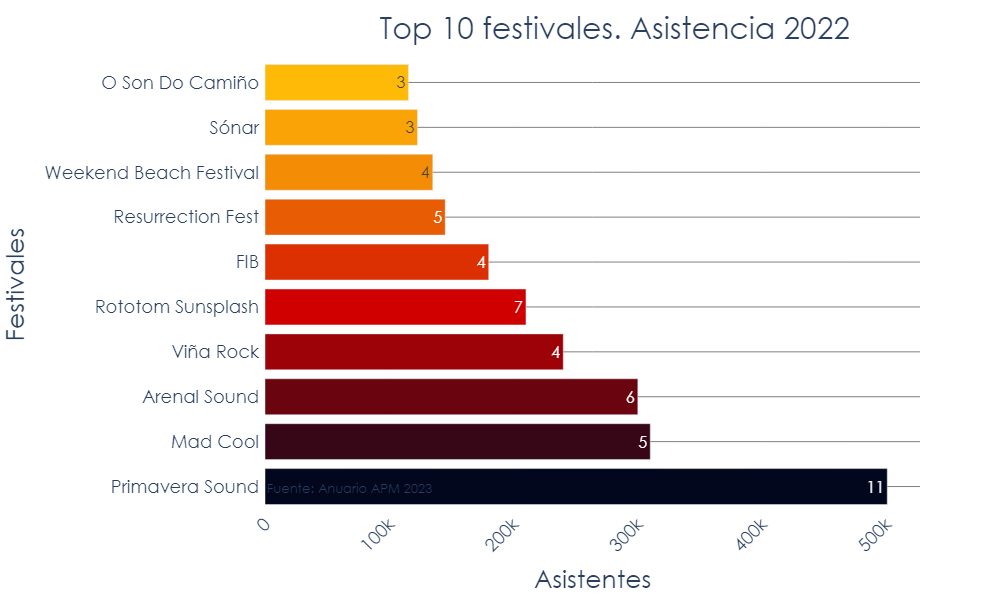 Top 10 festivales. Asistencia 2022
Festivales
O Son Do Camiño 3
Sónar 3
Weekend Beach Festival 4
Resurrection Fest 5
FIB 4
Rototom Sunsplash 7
Viña Rock 4
Arenal Sound 6
Mad Cool 5
Primavera Sound Fuente: Anuario APM 2023 11
0 100k 200k 300k 400k 500k
Asistentes